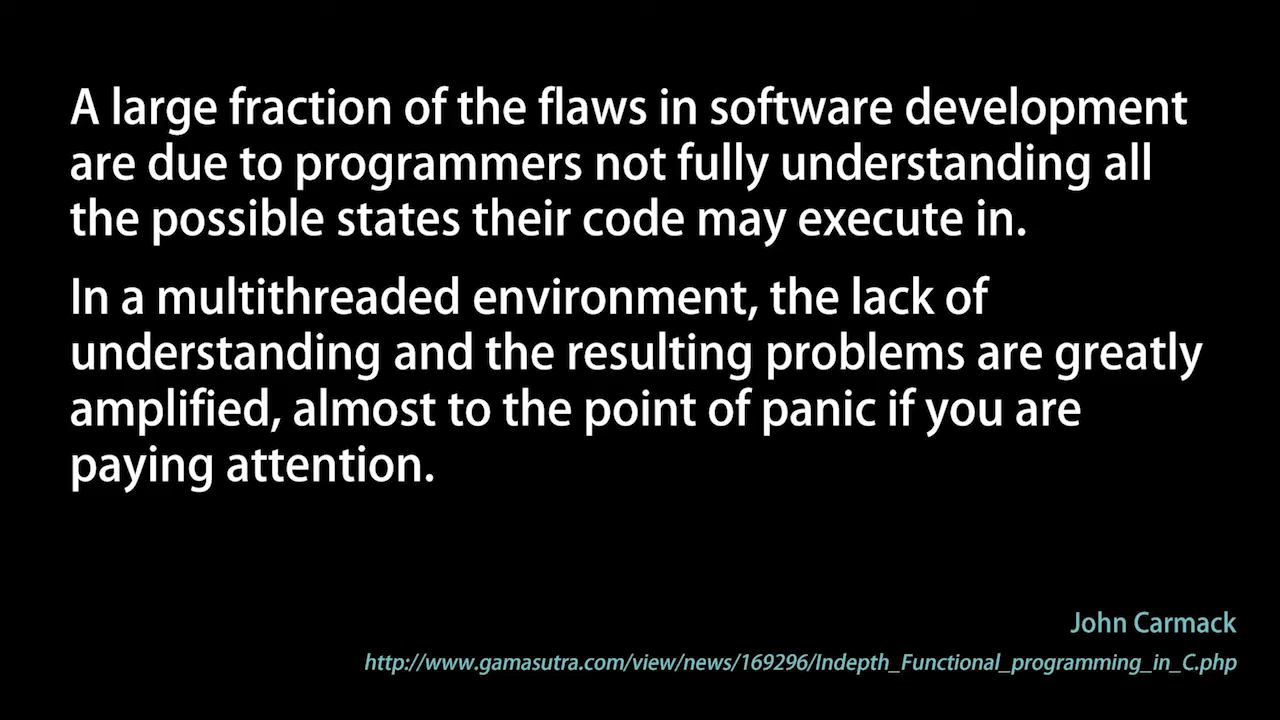 A large fraction of the flaws in software development
are due to programmers not fully understanding all
the possible states their code may execute in.
In a multithreaded environment, the lack of
understanding and the resulting problems are greatly
amplified, almost to the point of panic if you are
paying attention.
John Carmack
http://www.gamasutra.com/view/news/169296/Indepth_Functional_programming_in_C.php